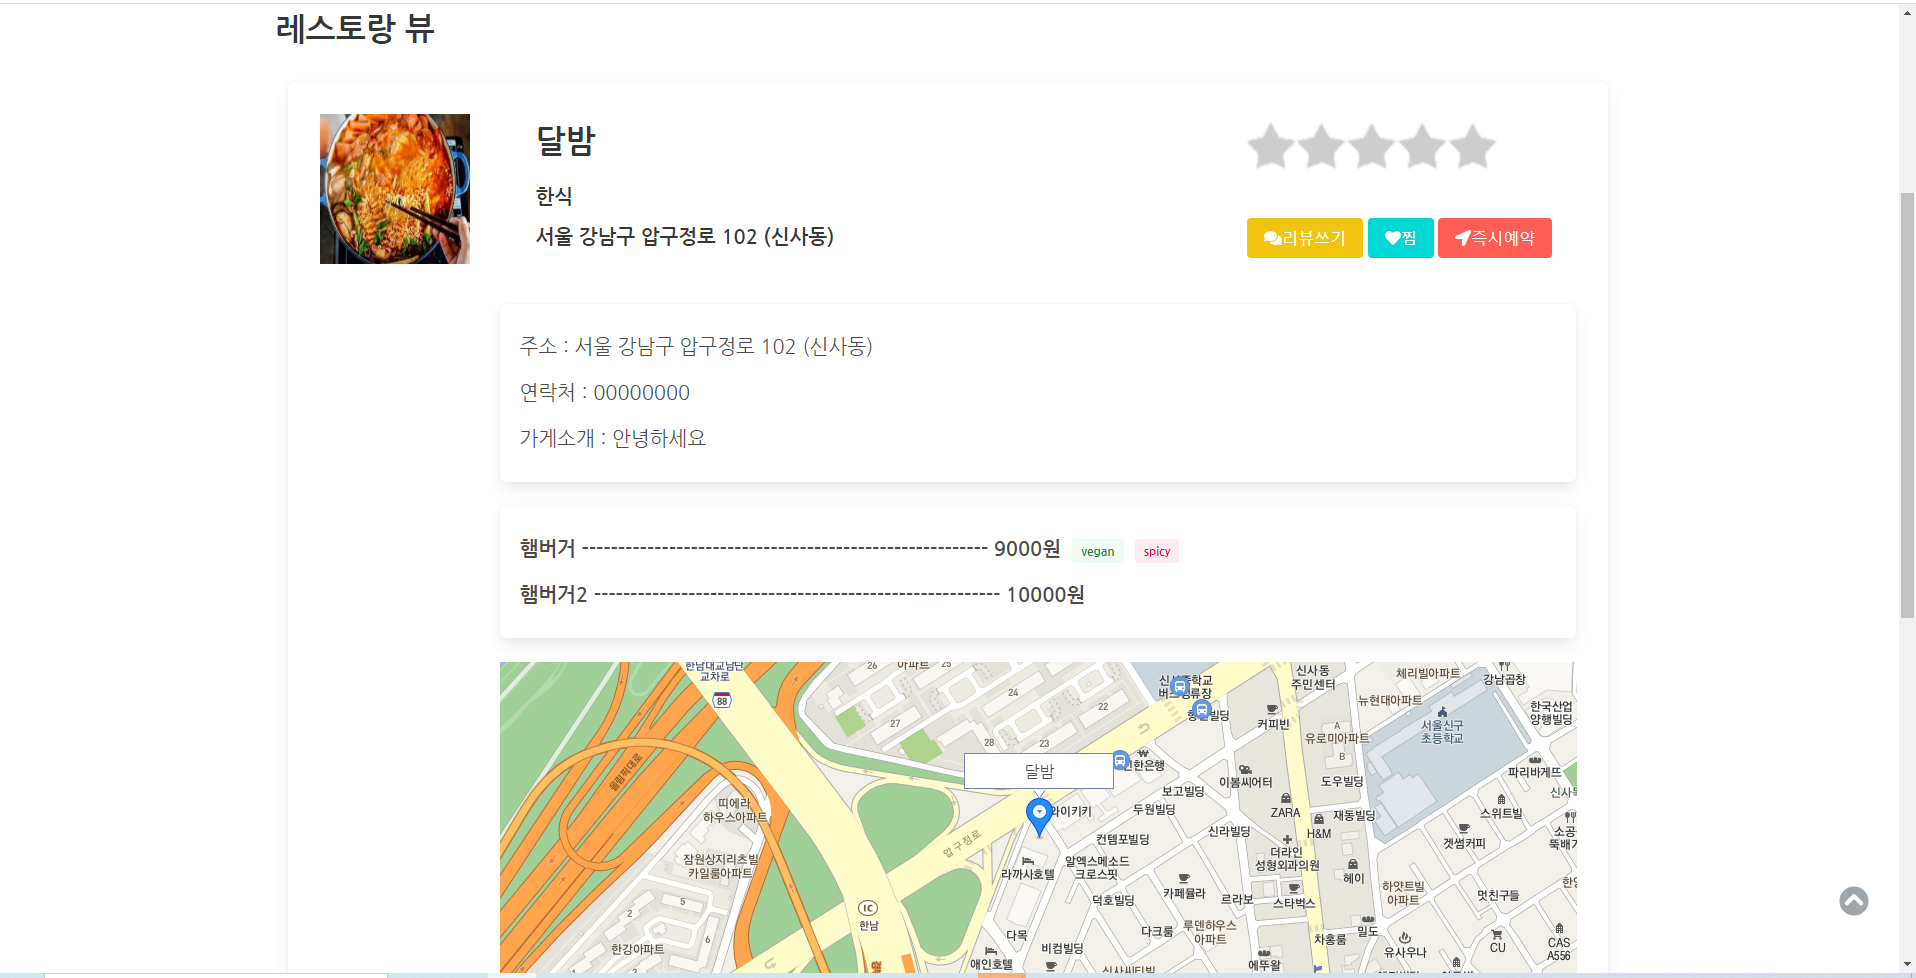 레스토랑 뷰
달밤
한식
서울 강남구 압구정로 102 (신사동)
리뷰쓰기 찜 즉시예약
주소 : 서울 강남구 압구정로 102 (신사동)
연락처 : 00000000
가게소개 : 안녕하세요
햄버거 -------------------------------------------------------- 9000원 vegan spicy
햄버거2 -------------------------------------------------------- 10000원
한남대교남단
교차로
88
26
아파트
25
24
22
27
28
23
버스
정류장
빌딩
신사동
주민센터
체리빌아파트
강남곱창
뉴현대아파트
한국산업
양행빌딩
커피빈
서울신구
초등학교
A
유로미아파트
B
달밤
신한은행
이봄씨어터
도우빌딩
파리바게뜨
올림픽대로
보고빌딩
띠에라
하우스아파트
와이키키
두원빌딩
ZARA
재동빌딩
스위트빌
신라빌딩
H&M
압구정로
컨템포빌딩
겟썸커피
더라인
성형외과의원
잠원상지리츠빌
카일룸아파트
라까사호텔
알엑스메소드
크로스핏
헤이
카페뮬라
하얏트빌
아파트
멋친구들
덕호빌딩
르라보
스타벅스
5
2
IC
한남
루덴하우스
아파트
다크룸
밀도
6
다목
차홍룸
한강아파트
비컴빌딩
유사우나
CU
CAS
A556
애인호텔
신사씨티빌
에뚜왈